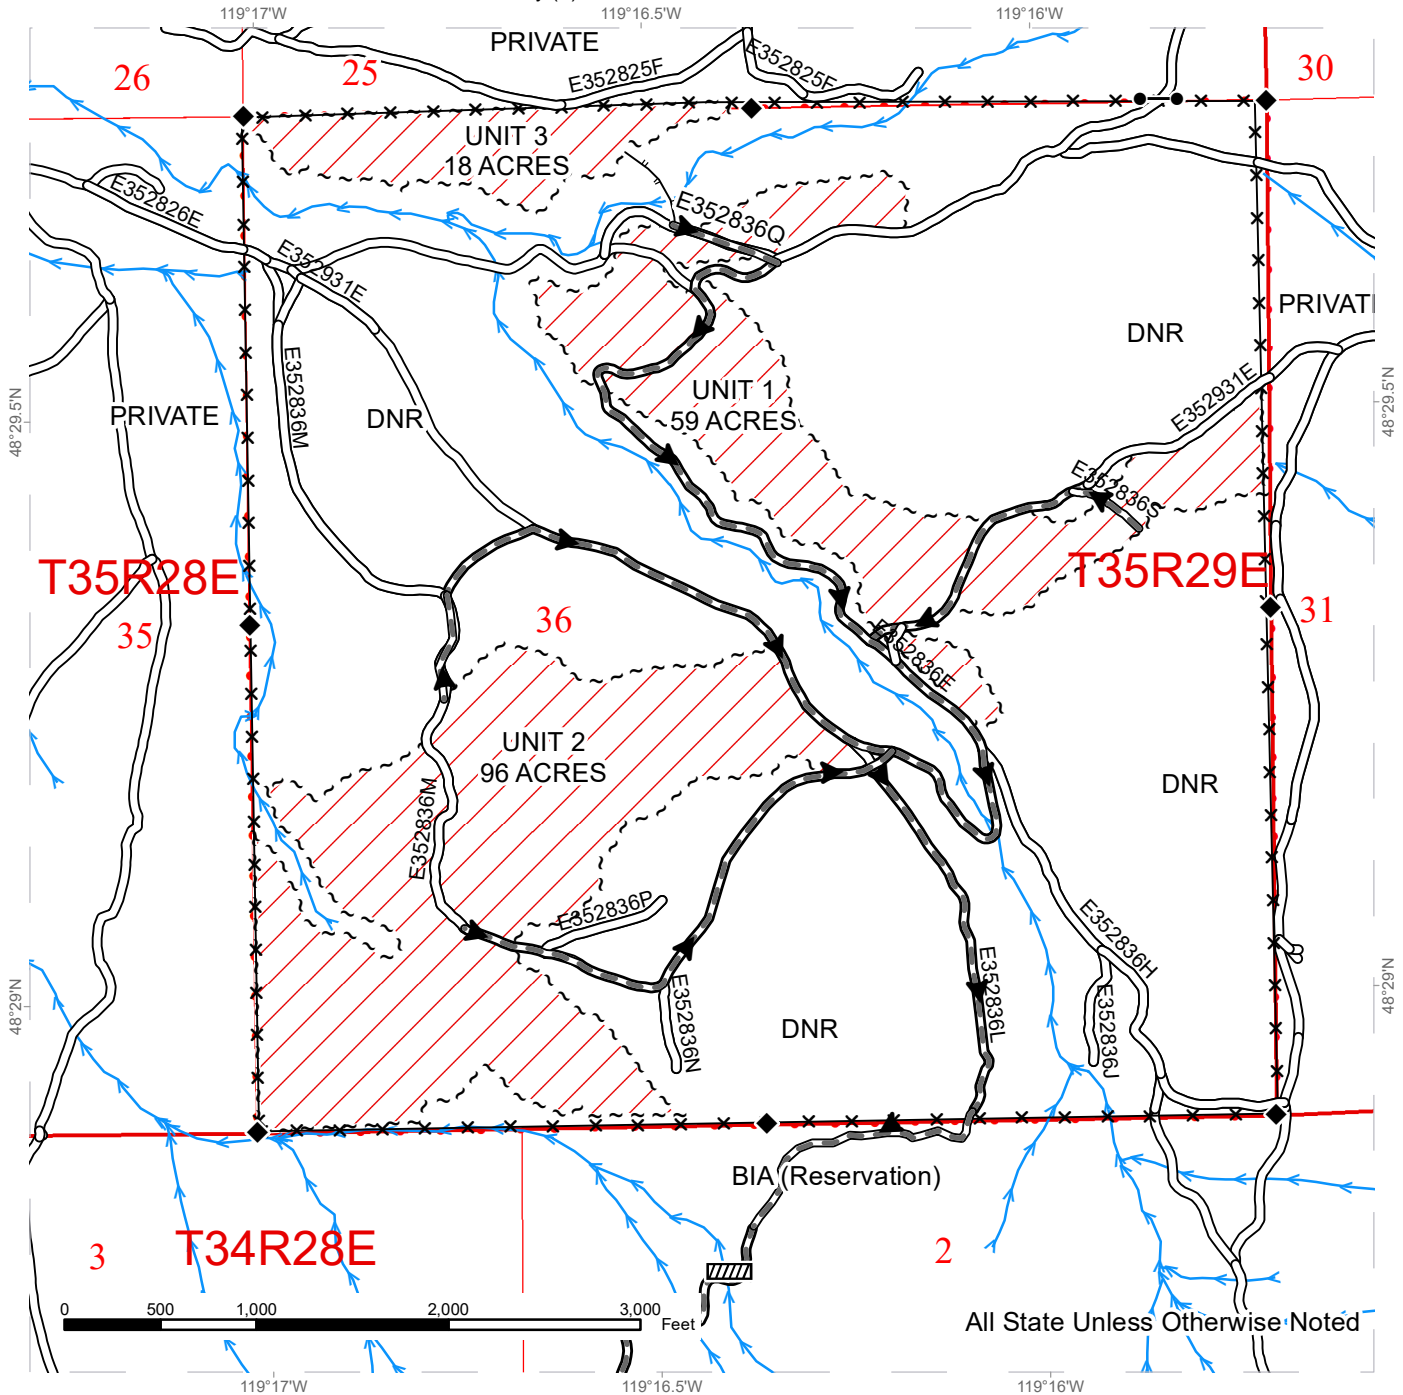 119°17'W
119°16.5'W
119°16'W
PRIVATE
26
25
30
E352825F
E352825F
UNIT 3
18 ACRES
E352826E
E352836Q
E352931E
PRIVATE
DNR
E352836M
PRIVATE
DNR
UNIT 1
59 ACRES
E352931E
48°29.5'N
48°29.5'N
E352836S
T35R28E
T35R29E
35
36
31
E352836E
UNIT 2
96 ACRES
DNR
E352836M
E352836P
E352836H
E352836L
E352836N
E352836J
48°29'N
48°29'N
DNR
BIA (Reservation)
3
T34R28E
2
0
500
1,000
2,000
3,000
Feet
All State Unless Otherwise Noted
119°17'W
119°16.5'W
119°16'W